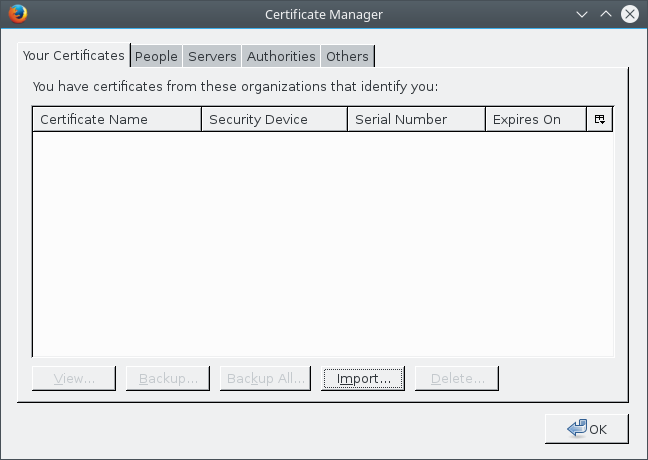 Certificate Manager
Your Certificates People Servers Authorities Others
You have certificates from these organizations that identify you:
Certificate Name Security Device Serial Number Expires On
View... Backup... Backup All... Import... Delete...
OK